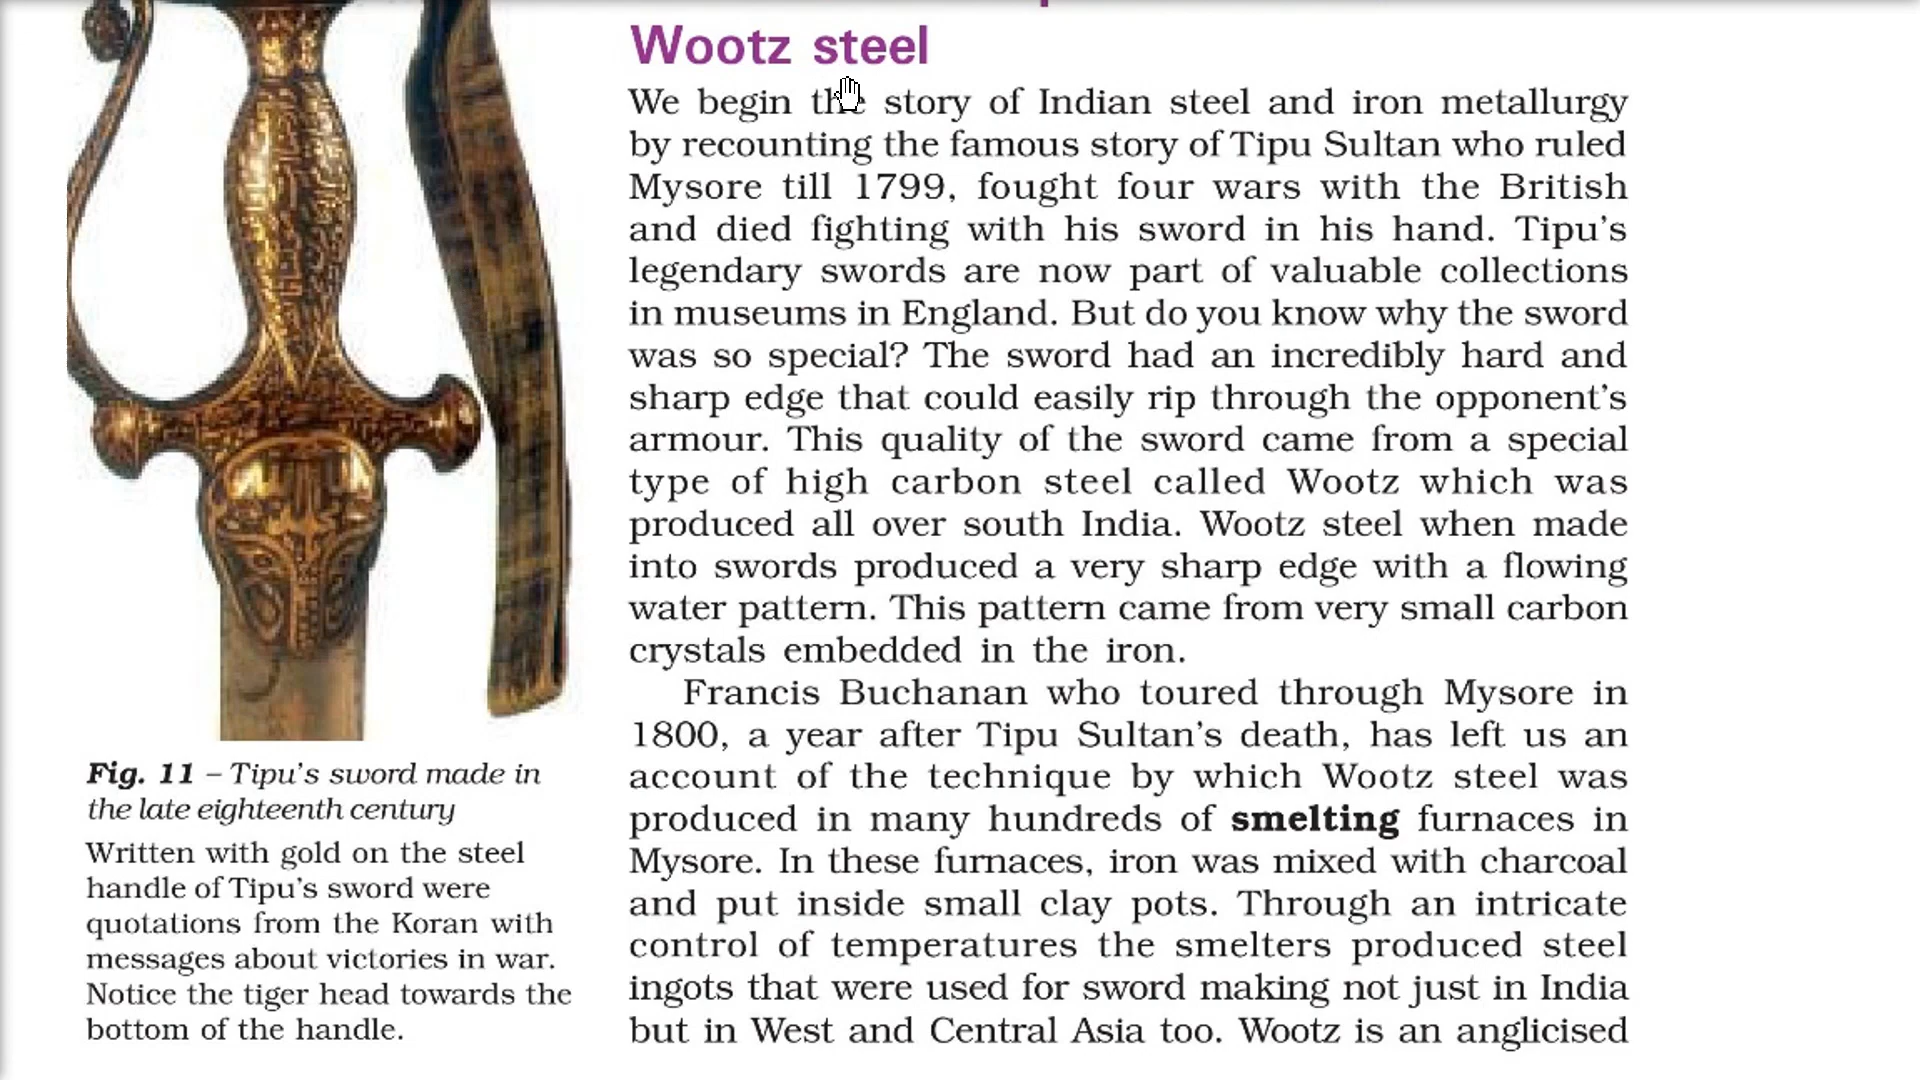 Wootz steel
We begin the story of Indian steel and iron metallurgy
by recounting the famous story of Tipu Sultan who ruled
Mysore till 1799, fought four wars with the British
and died fighting with his sword in his hand. Tipu's
legendary swords are now part of valuable collections
in museums in England. But do you know why the sword
was so special? The sword had an incredibly hard and
sharp edge that could easily rip through the opponent's
armour. This quality of the sword came from a special
type of high carbon steel called Wootz which was
produced all over south India. Wootz steel when made
into swords produced a very sharp edge with a flowing
water pattern. This pattern came from very small carbon
crystals embedded in the iron.
Francis Buchanan who toured through Mysore in
1800, a year after Tipu Sultan's death, has left us an
account of the technique by which Wootz steel was
produced in many hundreds of smelting furnaces in
Mysore. In these furnaces, iron was mixed with charcoal
and put inside small clay pots. Through an intricate
control of temperatures the smelters produced steel
ingots that were used for sword making not just in India
but in West and Central Asia too. Wootz is an anglicised
Fig. 11 – Tipu's sword made in
the late eighteenth century
Written with gold on the steel
handle of Tipu's sword were
quotations from the Koran with
messages about victories in war.
Notice the tiger head towards the
bottom of the handle.